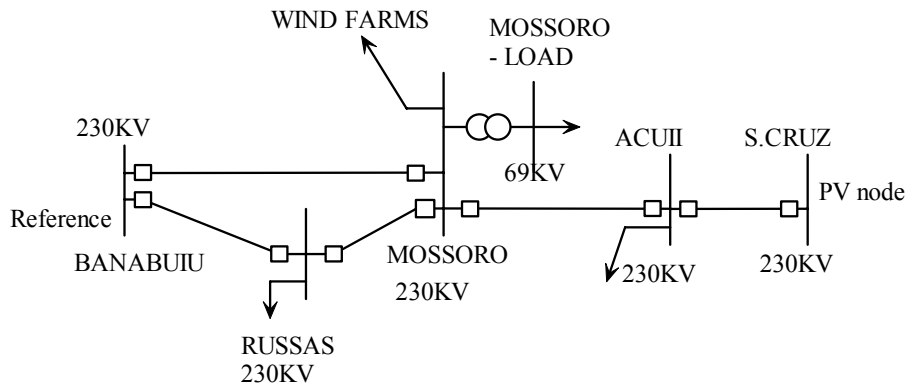 WIND FARMS
MOSSORO
- LOAD
230KV
ACUII
S.CRUZ
69KV
PV node
Reference
BANABUIU
MOSSORO
230KV
230KV
230KV
RUSSAS
230KV